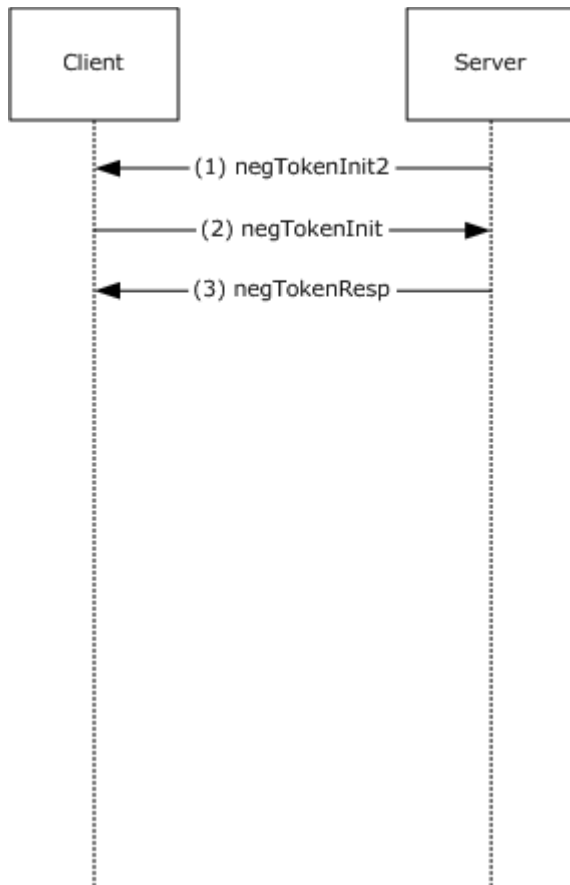 Client
Server
(1) negTokenInit2
(2) negTokenInit
(3) negTokenResp